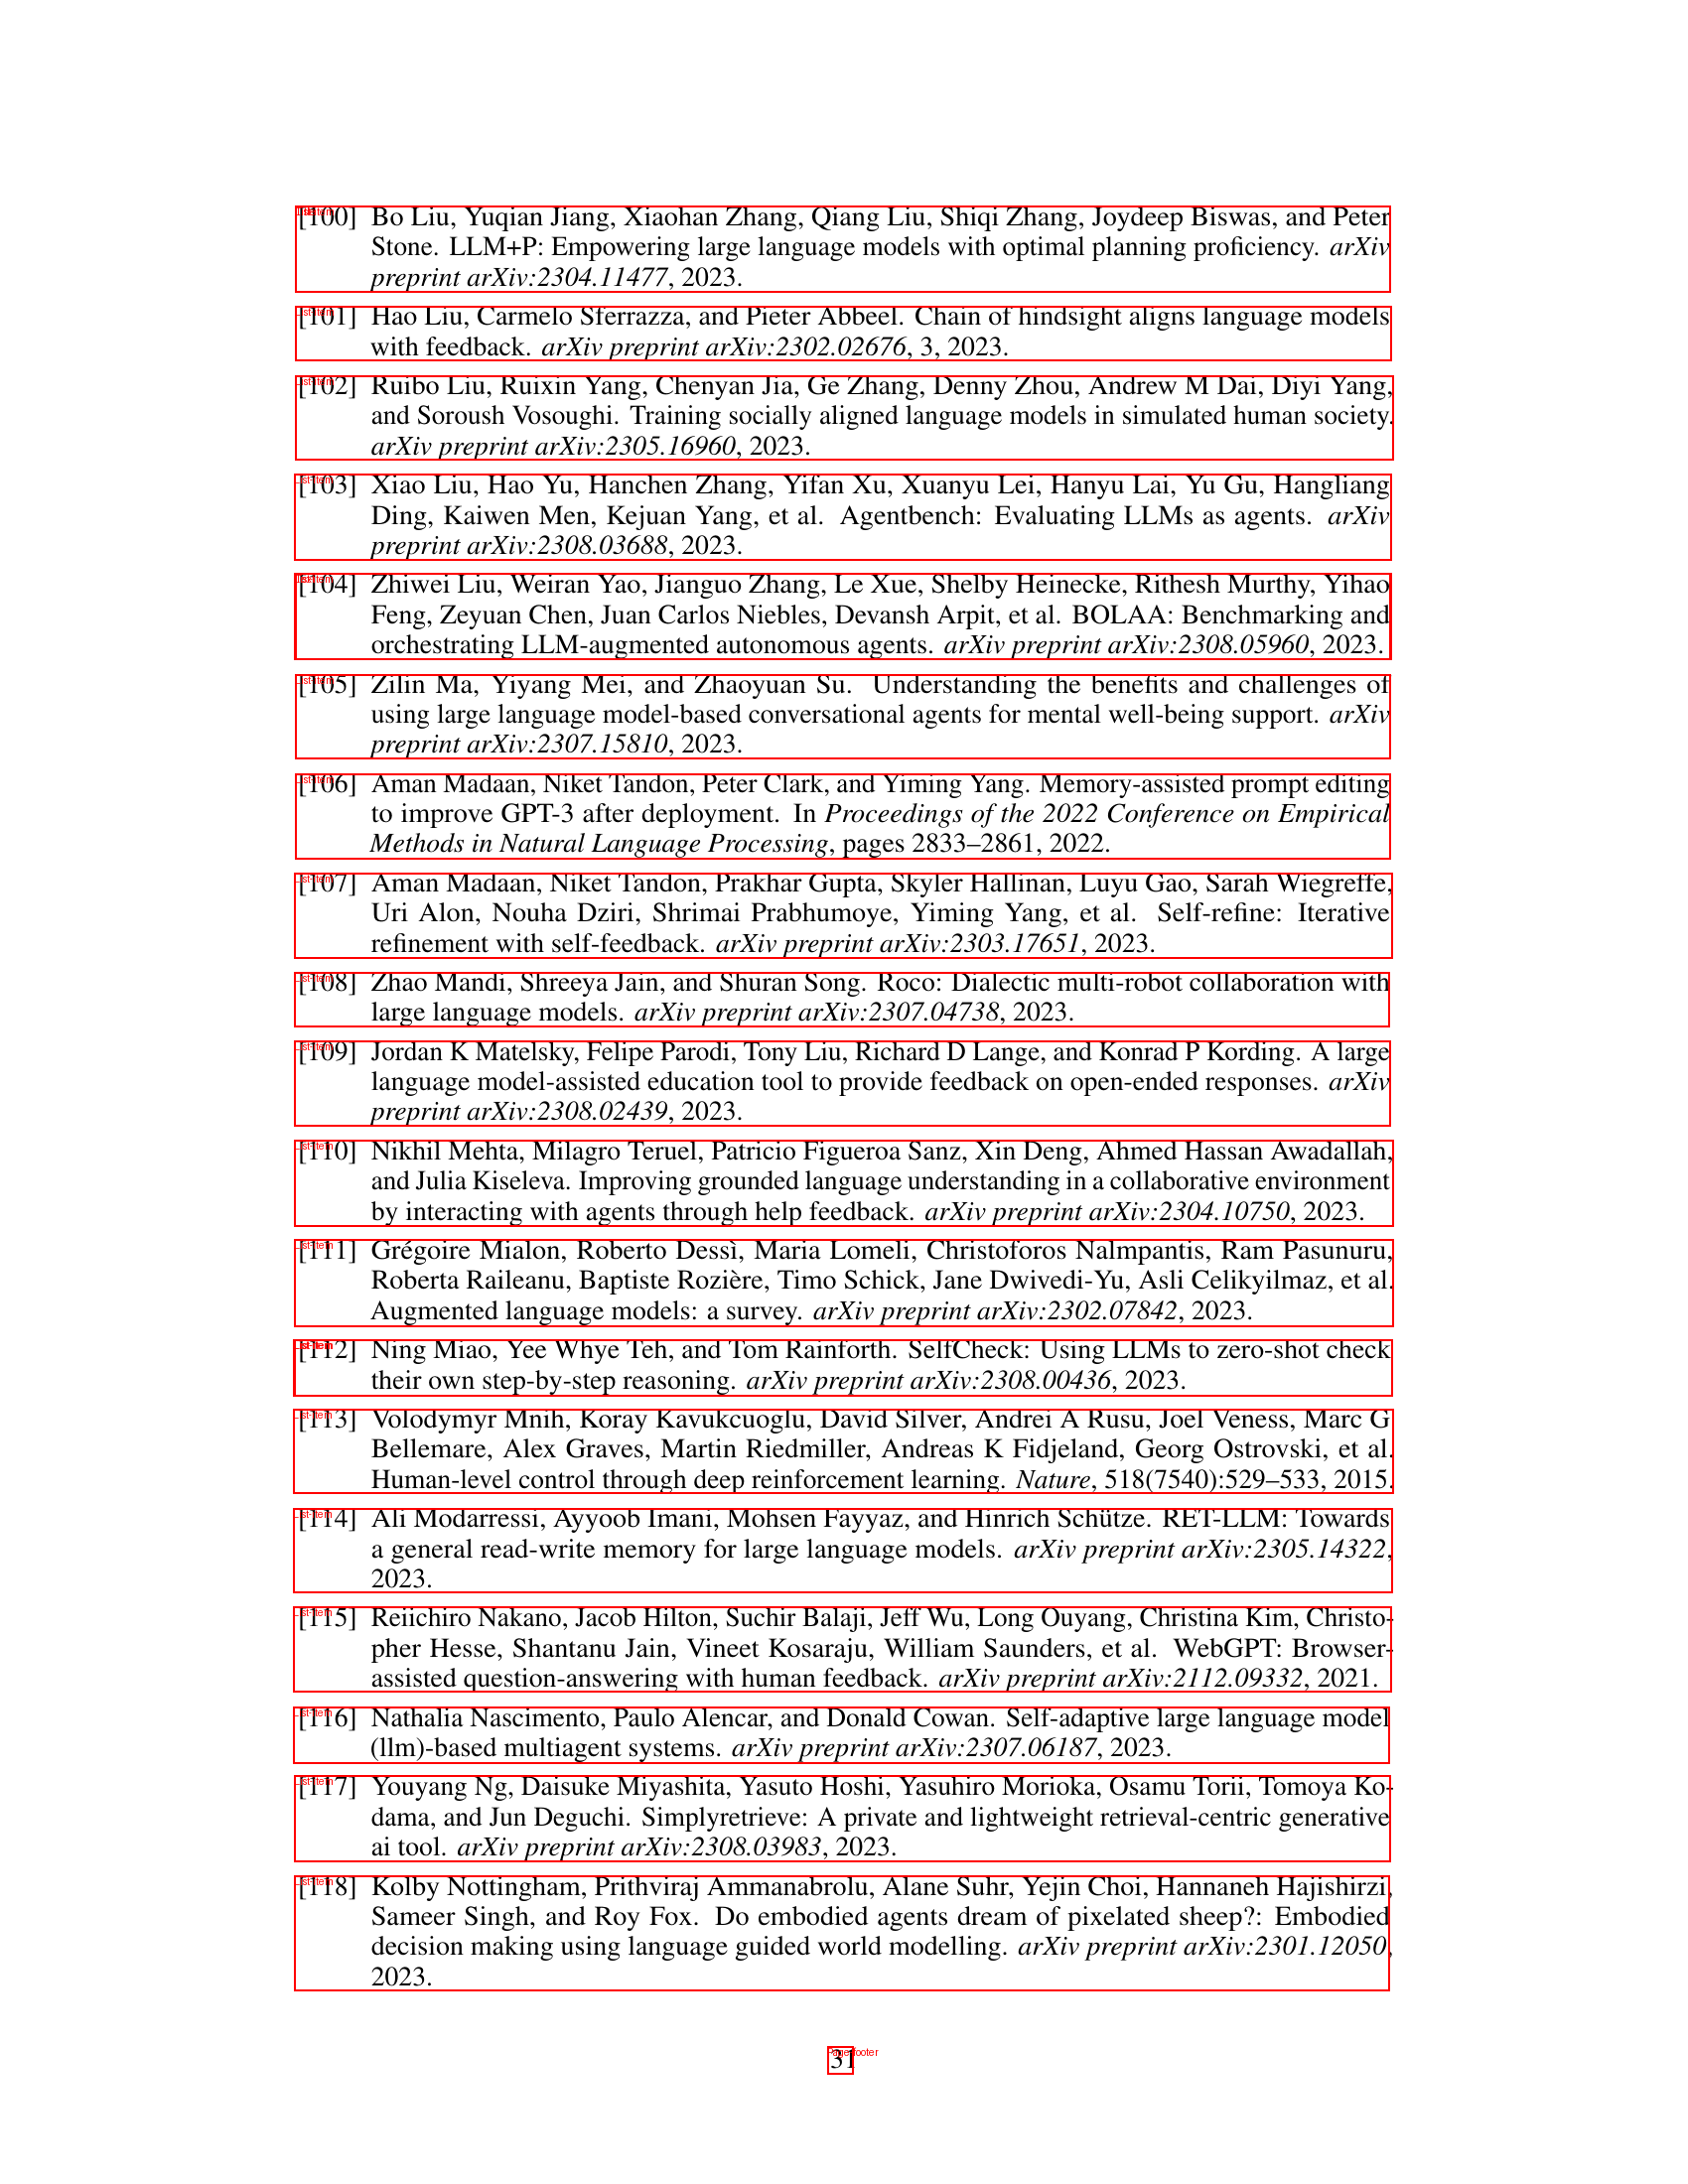 [100] Bo Liu, Yuqian Jiang, Xiaohan Zhang, Qiang Liu, Shiqi Zhang, Joydeep Biswas, and Peter
Stone. LLM+P: Empowering large language models with optimal planning proficiency. arXiv
preprint arXiv:2304.11477, 2023.
[101] Hao Liu, Carmelo Sferrazza, and Pieter Abbeel. Chain of hindsight aligns language models
with feedback. arXiv preprint arXiv:2302.02676, 3, 2023.
[102] Ruibo Liu, Ruixin Yang, Chenyan Jia, Ge Zhang, Denny Zhou, Andrew M Dai, Diyi Yang,
and Soroush Vosoughi. Training socially aligned language models in simulated human society.
arXiv preprint arXiv:2305.16960, 2023.
[103] Xiao Liu, Hao Yu, Hanchen Zhang, Yifan Xu, Xuanyu Lei, Hanyu Lai, Yu Gu, Hangliang
Ding, Kaiwen Men, Kejuan Yang, et al. Agentbench: Evaluating LLMs as agents. arXiv
preprint arXiv:2308.03688, 2023.
[104] Zhiwei Liu, Weiran Yao, Jianguo Zhang, Le Xue, Shelby Heinecke, Rithesh Murthy, Yihao
Feng, Zeyuan Chen, Juan Carlos Niebles, Devansh Arpit, et al. BOLAA: Benchmarking and
orchestrating LLM-augmented autonomous agents. arXiv preprint arXiv:2308.05960, 2023.
[105] Zilin Ma, Yiyang Mei, and Zhaoyuan Su. Understanding the benefits and challenges of
using large language model-based conversational agents for mental well-being support. arXiv
preprint arXiv:2307.15810, 2023.
[106] Aman Madaan, Niket Tandon, Peter Clark, and Yiming Yang. Memory-assisted prompt editing
to improve GPT-3 after deployment. In Proceedings of the 2022 Conference on Empirical
Methods in Natural Language Processing, pages 2833–2861, 2022.
[107] Aman Madaan, Niket Tandon, Prakhar Gupta, Skyler Hallinan, Luyu Gao, Sarah Wiegreffe,
Uri Alon, Nouha Dziri, Shrimai Prabhumoye, Yiming Yang, et al. Self-refine: Iterative
refinement with self-feedback. arXiv preprint arXiv:2303.17651, 2023.
[108] Zhao Mandi, Shreeya Jain, and Shuran Song. Roco: Dialectic multi-robot collaboration with
large language models. arXiv preprint arXiv:2307.04738, 2023.
[109] Jordan K Matelsky, Felipe Parodi, Tony Liu, Richard D Lange, and Konrad P Kording. A large
language model-assisted education tool to provide feedback on open-ended responses. arXiv
preprint arXiv:2308.02439, 2023.
[110] Nikhil Mehta, Milagro Teruel, Patricio Figueroa Sanz, Xin Deng, Ahmed Hassan Awadallah,
and Julia Kiseleva. Improving grounded language understanding in a collaborative environment
by interacting with agents through help feedback. arXiv preprint arXiv:2304.10750, 2023.
[111] Grégoire Mialon, Roberto Dessì, Maria Lomeli, Christoforos Nalmpantis, Ram Pasunuru,
Roberta Raileanu, Baptiste Rozière, Timo Schick, Jane Dwivedi-Yu, Asli Celikyilmaz, et al.
Augmented language models: a survey. arXiv preprint arXiv:2302.07842, 2023.
[112] Ning Miao, Yee Whye Teh, and Tom Rainforth. SelfCheck: Using LLMs to zero-shot check
their own step-by-step reasoning. arXiv preprint arXiv:2308.00436, 2023.
[113] Volodymyr Mnih, Koray Kavukcuoglu, David Silver, Andrei A Rusu, Joel Veness, Marc G
Bellemare, Alex Graves, Martin Riedmiller, Andreas K Fidjeland, Georg Ostrovski, et al.
Human-level control through deep reinforcement learning. Nature, 518(7540):529–533, 2015.
[114] Ali Modarressi, Ayyoob Imani, Mohsen Fayyaz, and Hinrich Schütze. RET-LLM: Towards
a general read-write memory for large language models. arXiv preprint arXiv:2305.14322,
2023.
[115] Reiichiro Nakano, Jacob Hilton, Suchir Balaji, Jeff Wu, Long Ouyang, Christina Kim, Christo-
pher Hesse, Shantanu Jain, Vineet Kosaraju, William Saunders, et al. WebGPT: Browser-
assisted question-answering with human feedback. arXiv preprint arXiv:2112.09332, 2021.
[116] Nathalia Nascimento, Paulo Alencar, and Donald Cowan. Self-adaptive large language model
(llm)-based multiagent systems. arXiv preprint arXiv:2307.06187, 2023.
[117] Youyang Ng, Daisuke Miyashita, Yasuto Hoshi, Yasuhiro Morioka, Osamu Torii, Tomoya Ko-
dama, and Jun Deguchi. Simplyretrieve: A private and lightweight retrieval-centric generative
ai tool. arXiv preprint arXiv:2308.03983, 2023.
[118] Kolby Nottingham, Prithviraj Ammanabrolu, Alane Suhr, Yejin Choi, Hannaneh Hajishirzi,
Sameer Singh, and Roy Fox. Do embodied agents dream of pixelated sheep?: Embodied
decision making using language guided world modelling. arXiv preprint arXiv:2301.12050,
2023.
31